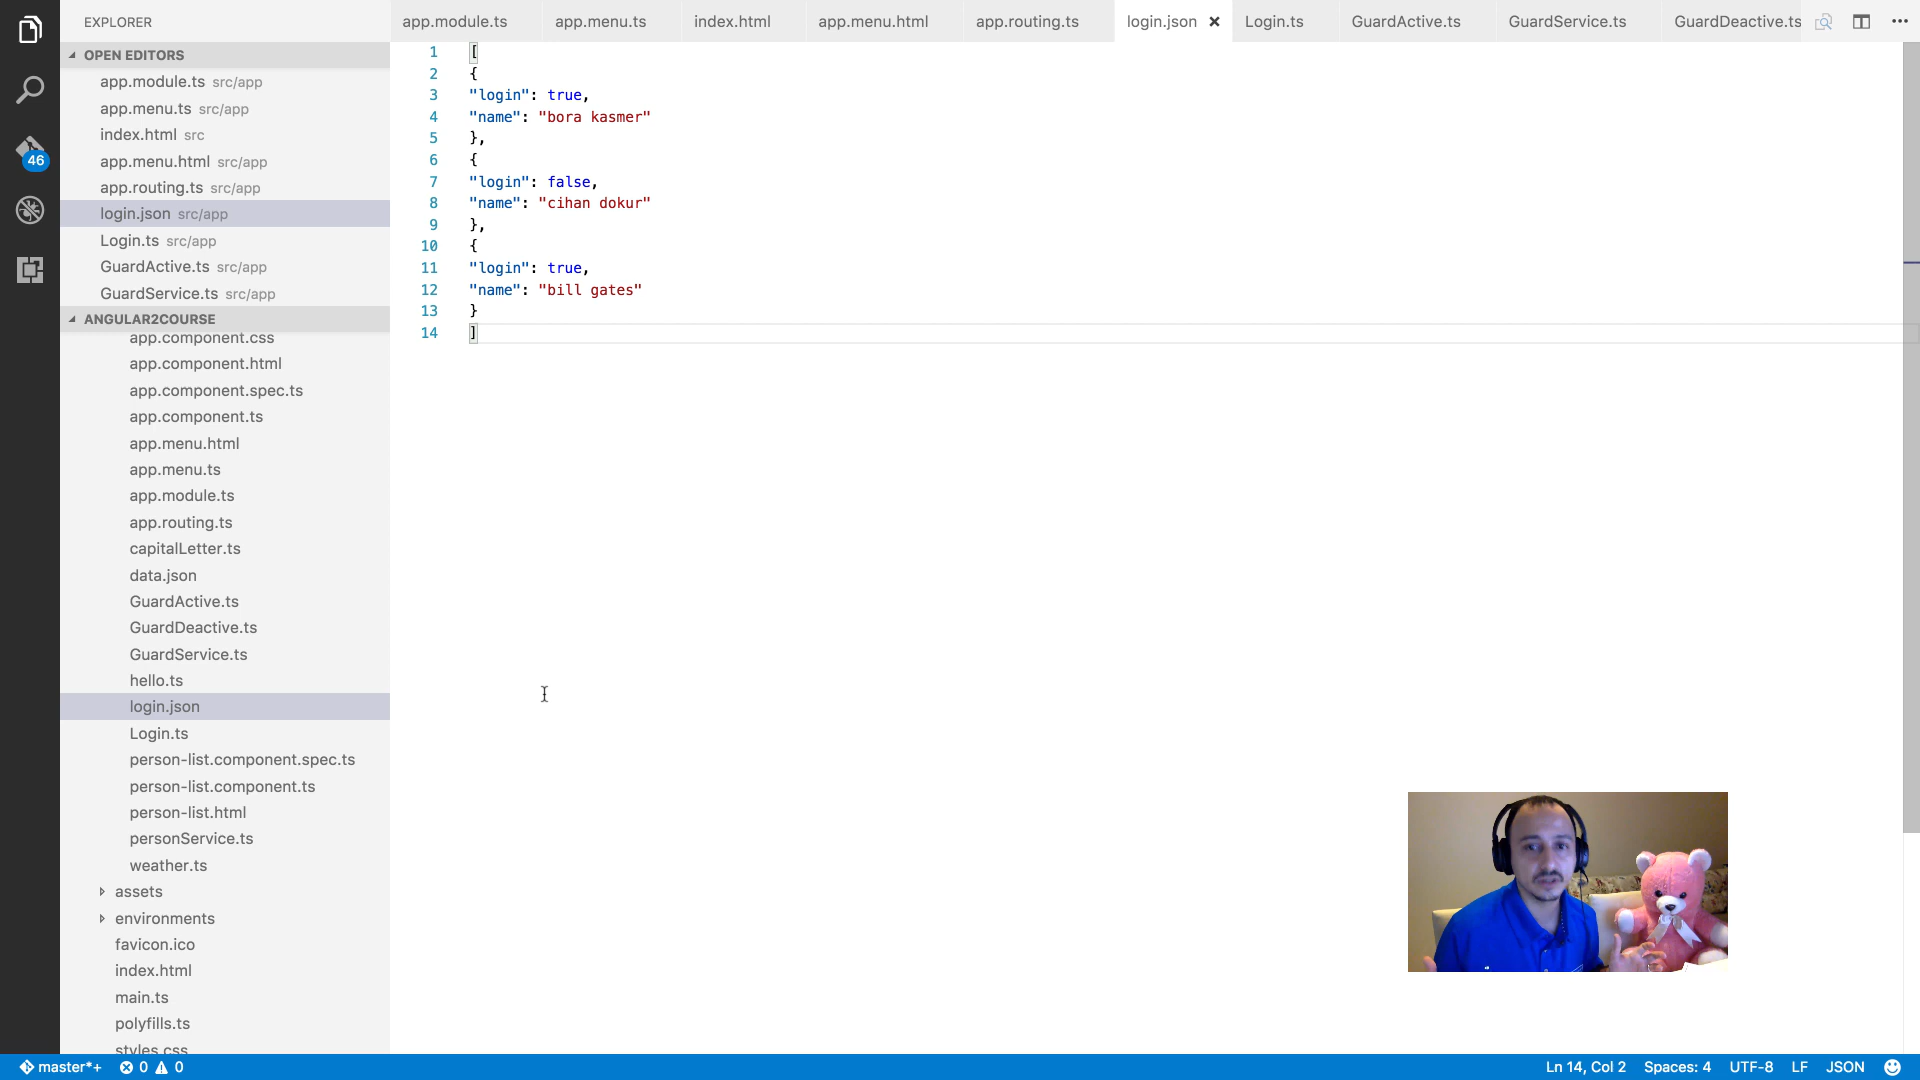 EXPLORER
OPEN EDITORS
app.module.ts src/app
app.menu.ts src/app
index.html src
app.menu.html src/app
app.routing.ts src/app
login.json src/app
Login.ts src/app
GuardActive.ts src/app
GuardService.ts src/app
ANGULAR2COURSE
app.component.css
app.component.html
app.component.spec.ts
app.component.ts
app.menu.html
app.menu.ts
app.module.ts
app.routing.ts
capitalLetter.ts
data.json
GuardActive.ts
GuardDeactive.ts
GuardService.ts
hello.ts
login.json
Login.ts
person-list.component.spec.ts
person-list.component.ts
person-list.html
personService.ts
weather.ts
assets
environments
favicon.ico
index.html
main.ts
polyfills.ts
styles.css
46
app.module.ts app.menu.ts index.html app.menu.html app.routing.ts login.json Login.ts GuardActive.ts GuardService.ts GuardDeactive.ts
1 [
2 {
3 "login": true,
4 "name": "bora kasmer"
5 },
6 {
7 "login": false,
8 "name": "cihan dokur"
9 },
10 {
11 "login": true,
12 "name": "bill gates"
13 }
14 ]
master*+ 0 0 Ln 14, Col 2 Spaces: 4 UTF-8 LF JSON